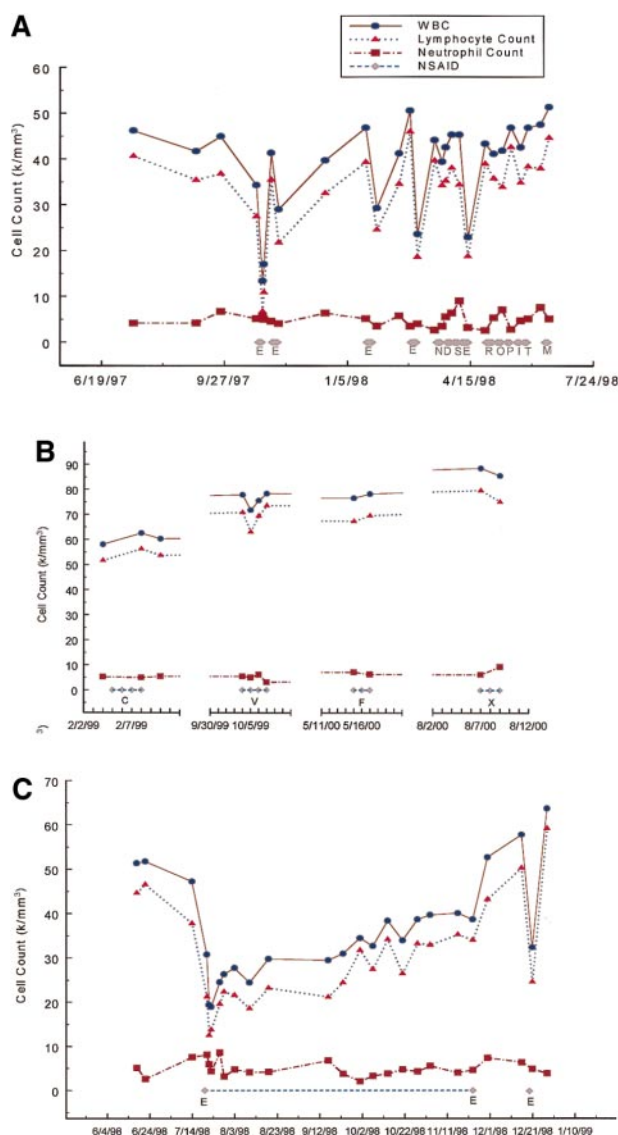 A
WBC
Lymphocyte Count
Neutrophil Count
NSAID
60
50
40
30
20
10
0
Cell Count (k/mm³)
E E E E N D S E R O P I T M
6/19/97 9/27/97 1/5/98 4/15/98 7/24/98
B
90
80
70
60
50
40
30
20
10
0
Cell Count (k/mm³)
C V F X
2/2/99 2/7/99 9/30/99 10/5/99 5/11/00 5/16/00 8/2/00 8/7/00 8/12/00
³)
C
70
60
50
40
30
20
10
0
Cell Count (k/mm³)
E E E
6/4/98 6/24/98 7/14/98 8/3/98 8/23/98 9/12/98 10/2/98 10/22/98 11/11/98 12/1/98 12/21/98 1/10/99